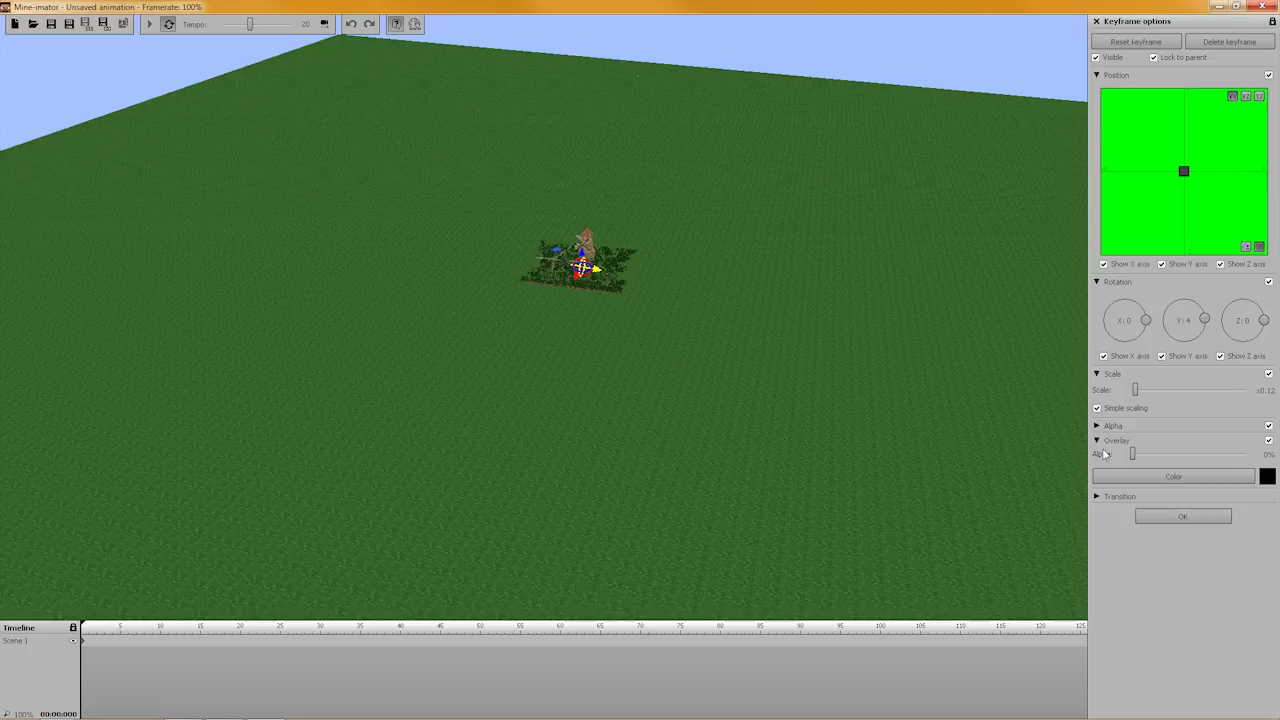 Mine-imator - Unsaved animation - Framerate: 100%
Tempo: 20
Keyframe options
Reset keyframe Delete keyframe
Visible Lock to parent
Position
Show X axis Show Y axis Show Z axis
Rotation
X: 0 Y: 4 Z: 0
Show X axis Show Y axis Show Z axis
Scale
Scale: x0.12
Simple scaling
Alpha
Overlay
0%
Color
Transition
OK
Timeline
5 10 15 20 25 30 35 40 45 50 55 60 65 70 75 80 85 90 95 100 105 110 115 120 125
Scene 1
100% 00:00:000